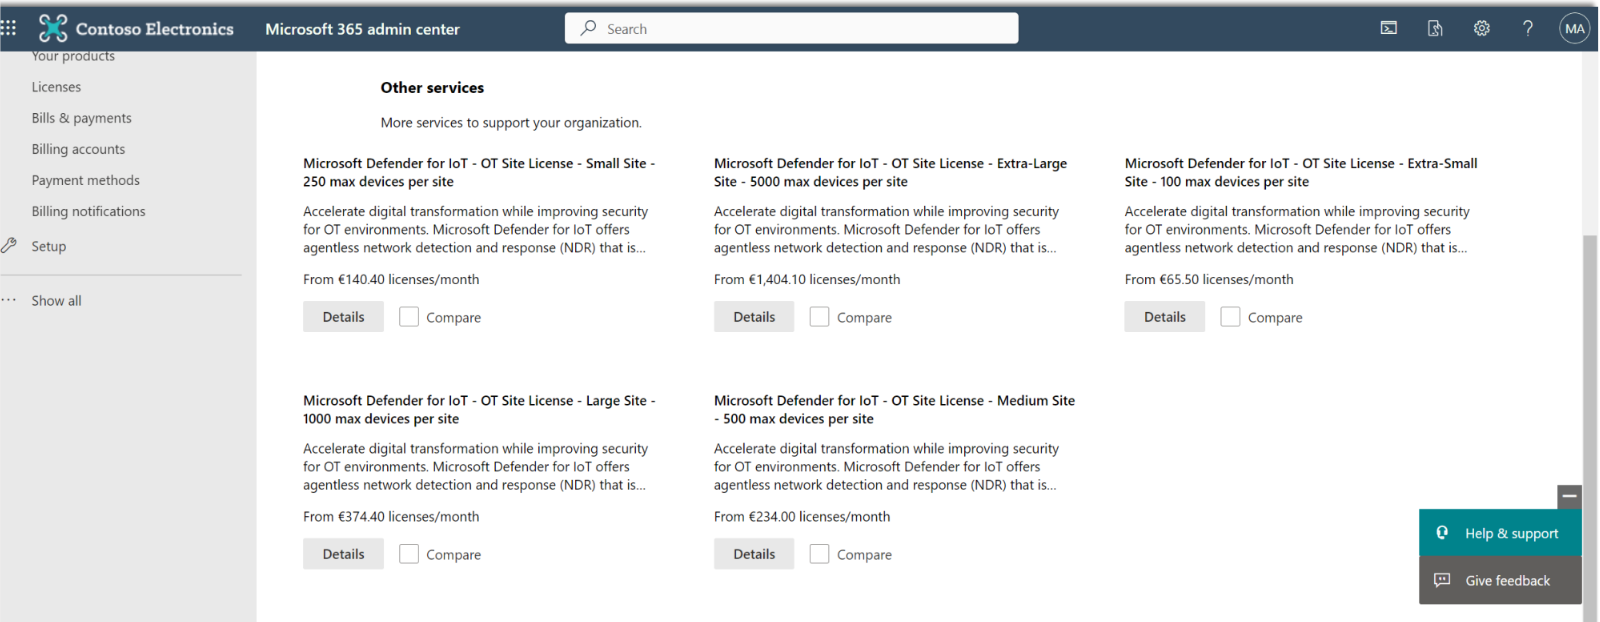 Contoso Electronics
Microsoft 365 admin center
Search
MA
Your products
Licenses
Bills & payments
Billing accounts
Payment methods
Billing notifications
Setup
Show all
Other services
More services to support your organization.
Microsoft Defender for IoT - OT Site License - Small Site -
250 max devices per site
Accelerate digital transformation while improving security
for OT environments. Microsoft Defender for IoT offers
agentless network detection and response (NDR) that is...
From €140.40 licenses/month
Details
Compare
Microsoft Defender for IoT - OT Site License - Extra-Large
Site - 5000 max devices per site
Accelerate digital transformation while improving security
for OT environments. Microsoft Defender for IoT offers
agentless network detection and response (NDR) that is...
From €1,404.10 licenses/month
Details
Compare
Microsoft Defender for IoT - OT Site License - Extra-Small
Site - 100 max devices per site
Accelerate digital transformation while improving security
for OT environments. Microsoft Defender for IoT offers
agentless network detection and response (NDR) that is...
From €65.50 licenses/month
Details
Compare
Microsoft Defender for IoT - OT Site License - Large Site -
1000 max devices per site
Accelerate digital transformation while improving security
for OT environments. Microsoft Defender for IoT offers
agentless network detection and response (NDR) that is...
From €374.40 licenses/month
Details
Compare
Microsoft Defender for IoT - OT Site License - Medium Site
- 500 max devices per site
Accelerate digital transformation while improving security
for OT environments. Microsoft Defender for IoT offers
agentless network detection and response (NDR) that is...
From €234.00 licenses/month
Details
Compare
Help & support
Give feedback